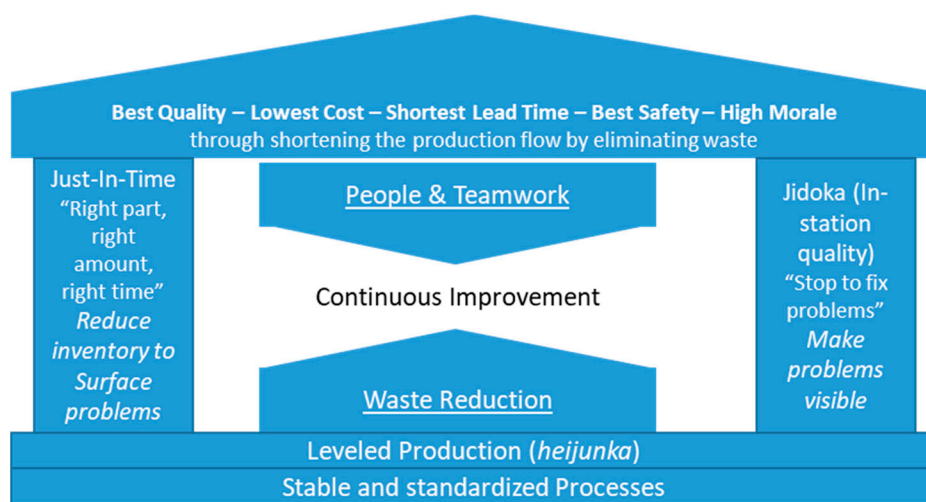 Best Quality – Lowest Cost – Shortest Lead Time – Best Safety – High Morale
through shortening the production flow by eliminating waste
Just-In-Time
“Right part,
right
amount,
right time”
Reduce
inventory to
Surface
problems
People & Teamwork
Continuous Improvement
Waste Reduction
Jidoka (In-
station
quality)
“Stop to fix
problems”
Make
problems
visible
Leveled Production (heijunka)
Stable and standardized Processes